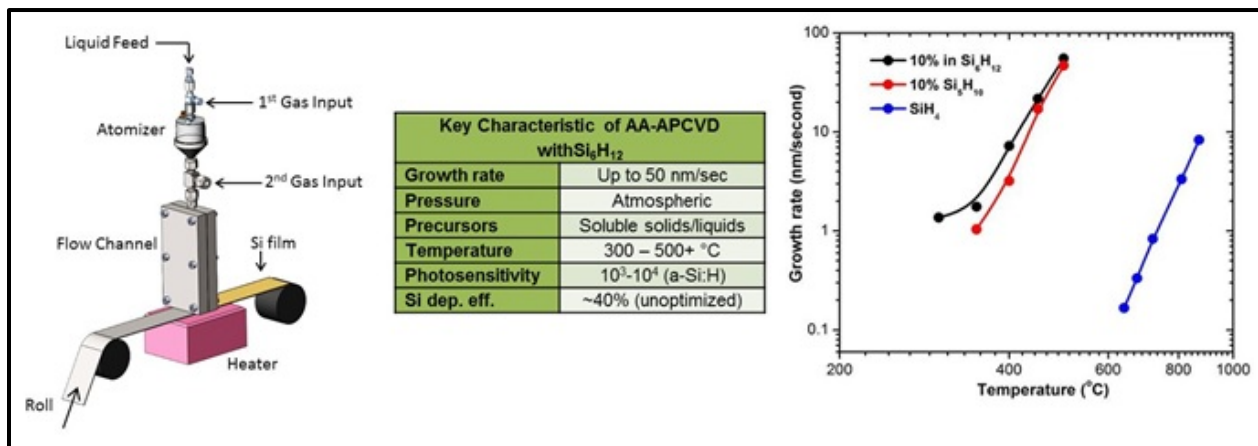 Liquid Feed
1st Gas Input
Atomizer
2nd Gas Input
Flow Channel
Si film
Heater
Roll
Key Characteristic of AA-APCVD
withSi6H12
Growth rate Up to 50 nm/sec
Pressure Atmospheric
Precursors Soluble solids/liquids
Temperature 300 – 500+ °C
Photosensitivity 10³-10⁴ (a-Si:H)
Si dep. eff. ~40% (unoptimized)
Growth rate (nm/second)
100
10
1
0.1
10% in Si6H12
10% Si5H10
SiH4
200 400 600 800 1000
Temperature (°C)